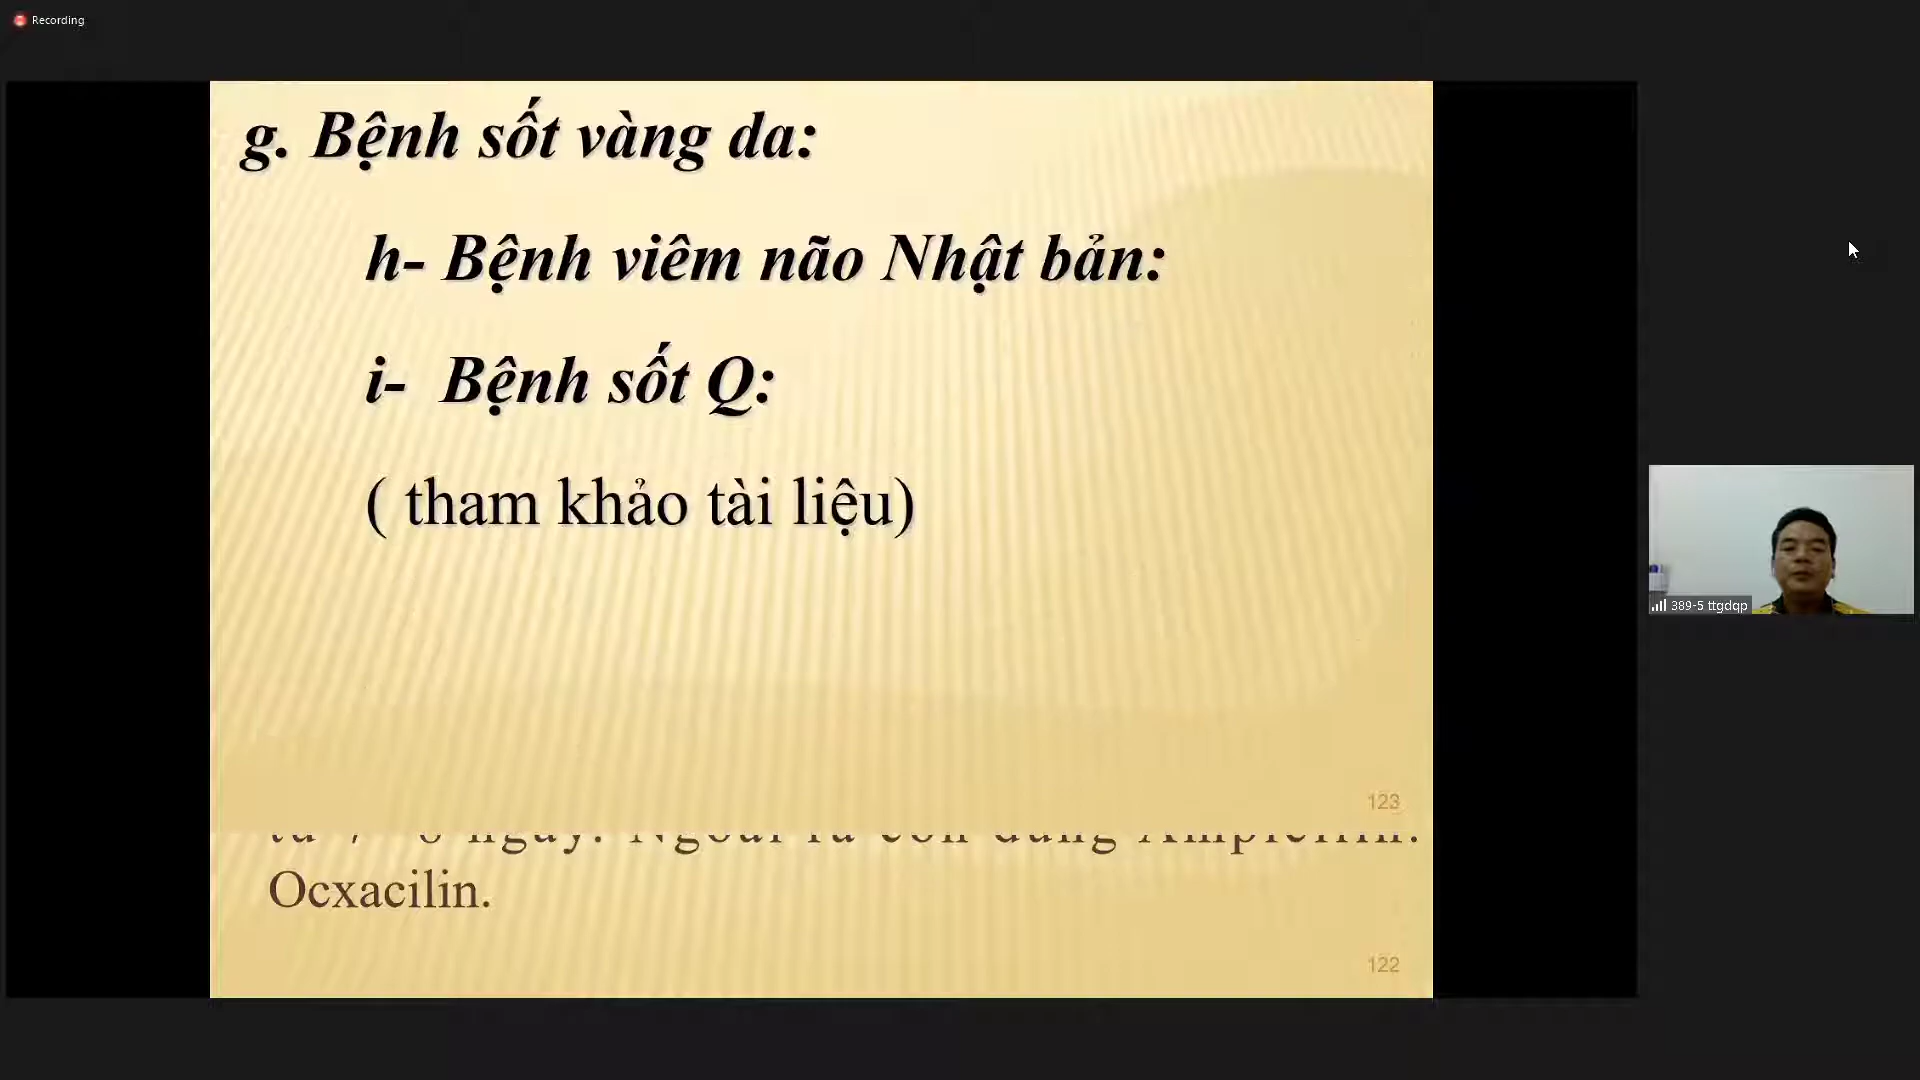 Recording
g. Bệnh sốt vàng da:
h- Bệnh viêm não Nhật bản:
i- Bệnh sốt Q:
( tham khảo tài liệu)
123
Ocxacilin.
122
389-5 ttgdqp